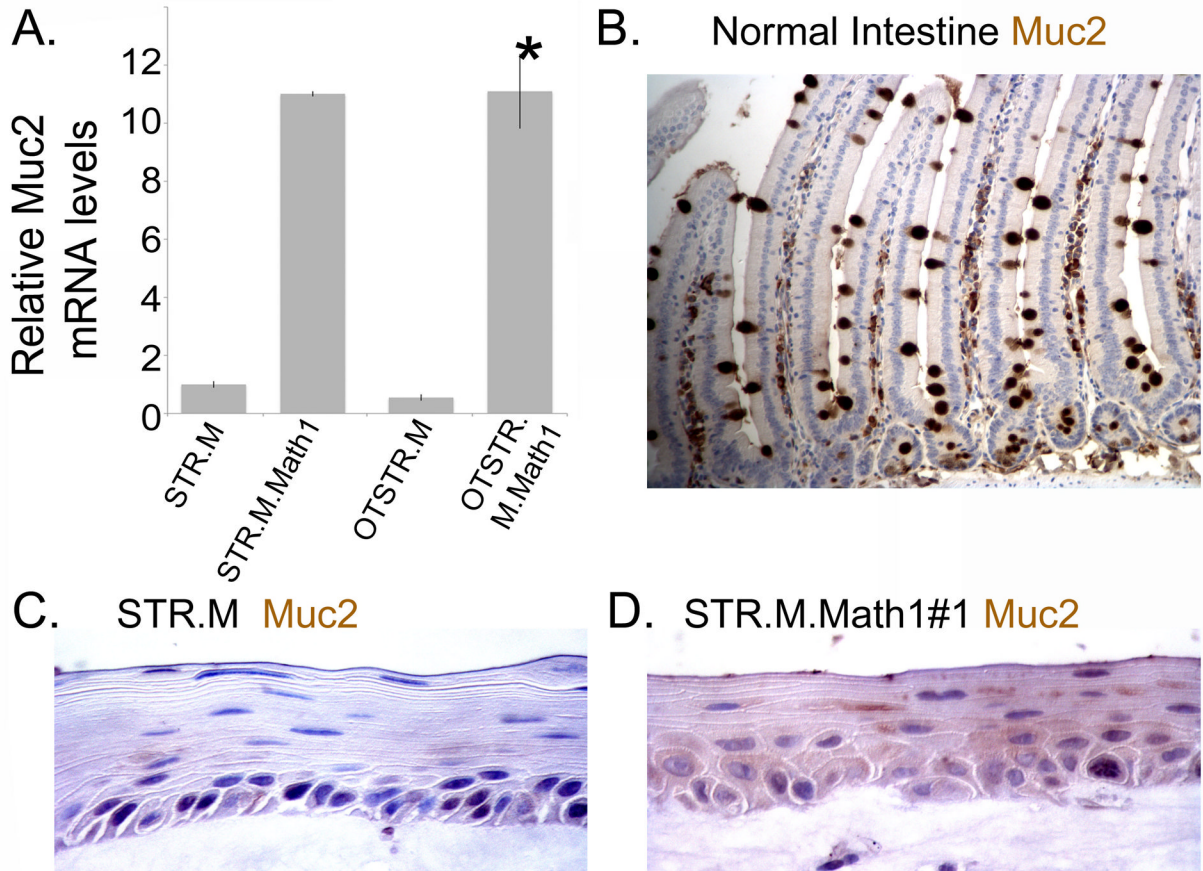 A.
Relative Muc2
mRNA levels
12
10
8
6
4
2
0
STR.M
STR.M.Math1
OTSTR.M
OTSTR.
M.Math1
*
B. Normal Intestine Muc2
C. STR.M Muc2
D. STR.M.Math1#1 Muc2